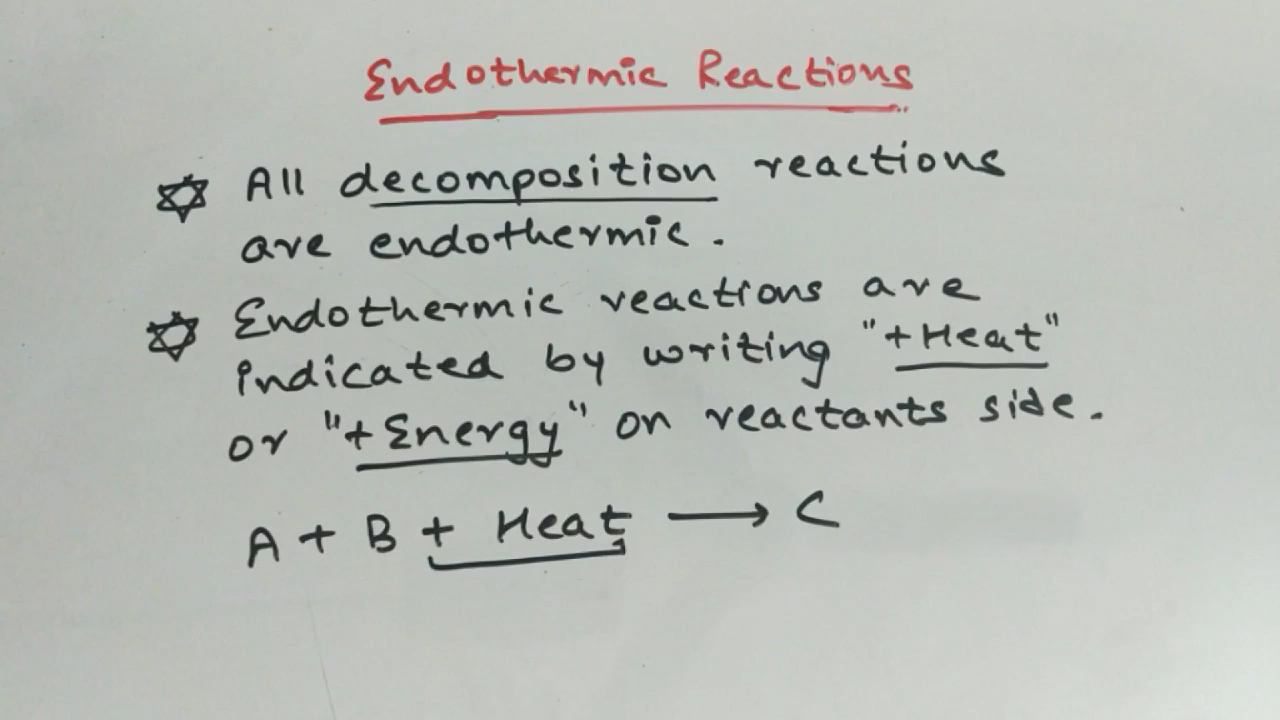 Endothermic Reactions
All decomposition reactions
are endothermic.
Endothermic reactions are
indicated by writing "+Heat"
or "+Energy" on reactants side.
A + B + Heat ⟶ C